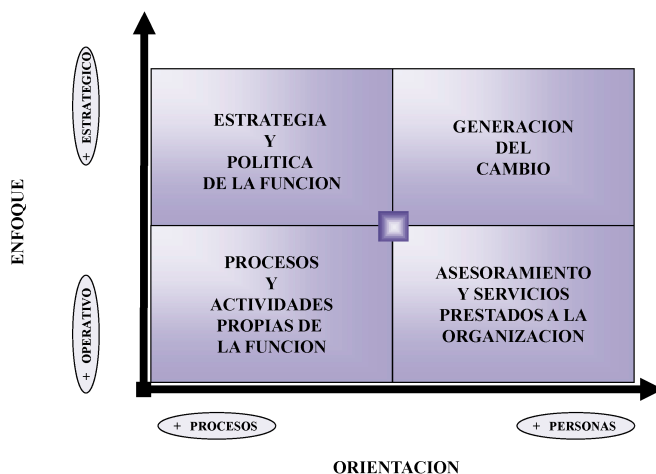 + ESTRATEGICO
ENFOQUE
+ OPERATIVO
ESTRATEGIA
Y
POLITICA
DE LA FUNCION
GENERACION
DEL
CAMBIO
PROCESOS
Y
ACTIVIDADES
PROPIAS DE
LA FUNCION
ASESORAMIENTO
Y SERVICIOS
PRESTADOS A LA
ORGANIZACION
+ PROCESOS
+ PERSONAS
ORIENTACION